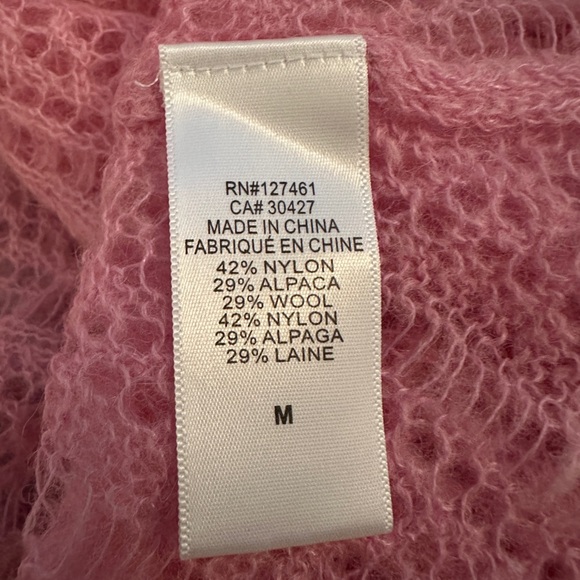 RN#127461
CA# 30427
MADE IN CHINA
FABRIQUÉ EN CHINE
42% NYLON
29% ALPACA
29% WOOL
42% NYLON
29% ALPAGA
29% LAINE
M